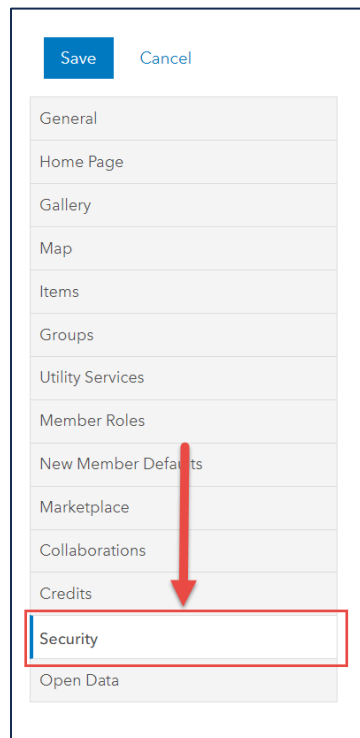 Save Cancel
General
Home Page
Gallery
Map
Items
Groups
Utility Services
Member Roles
New Member Defaults
Marketplace
Collaborations
Credits
Security
Open Data